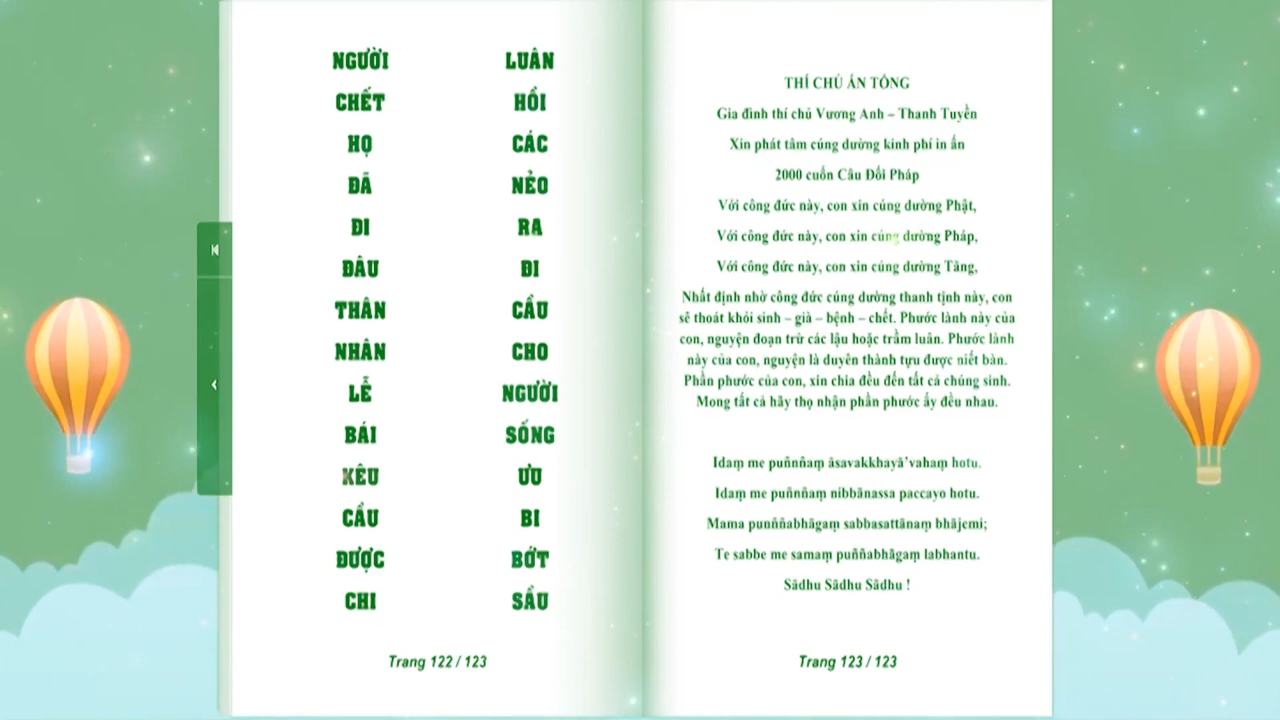 NGƯỜI
CHẾT
HỌ
ĐÃ
ĐI
ĐÂU
THÂN
NHÂN
LỄ
BÁI
KÊU
CẦU
ĐƯỢC
CHI
LUÂN
HỒI
CÁC
NẺO
RA
ĐI
CẦU
CHO
NGƯỜI
SỐNG
ƯU
BI
BỚT
SẦU
Trang 122 / 123
THÍ CHỦ ẤN TỐNG
Gia đình thí chủ Vương Anh – Thanh Tuyền
Xin phát tâm cúng dường kinh phí in ấn
2000 cuốn Câu Đối Pháp
Với công đức này, con xin cúng dường Phật,
Với công đức này, con xin cúng dường Pháp,
Với công đức này, con xin cúng dường Tăng,
Nhất định nhờ công đức cúng dường thanh tịnh này, con
sẽ thoát khỏi sinh – già – bệnh – chết. Phước lành này của
con, nguyện đoạn trừ các lậu hoặc trầm luân. Phước lành
này của con, nguyện là duyên thành tựu được niết bàn.
Phần phước của con, xin chia đều đến tất cả chúng sinh.
Mong tất cả hãy thọ nhận phần phước ấy đều nhau.
Idaṃ me puññaṃ āsavakkhayā’vahaṃ hotu.
Idaṃ me puññaṃ nibbānassa paccayo hotu.
Mama punññabhāgaṃ sabbasattānaṃ bhājemi;
Te sabbe me samaṃ puññabhāgaṃ labhantu.
Sādhu Sādhu Sādhu !
Trang 123 / 123